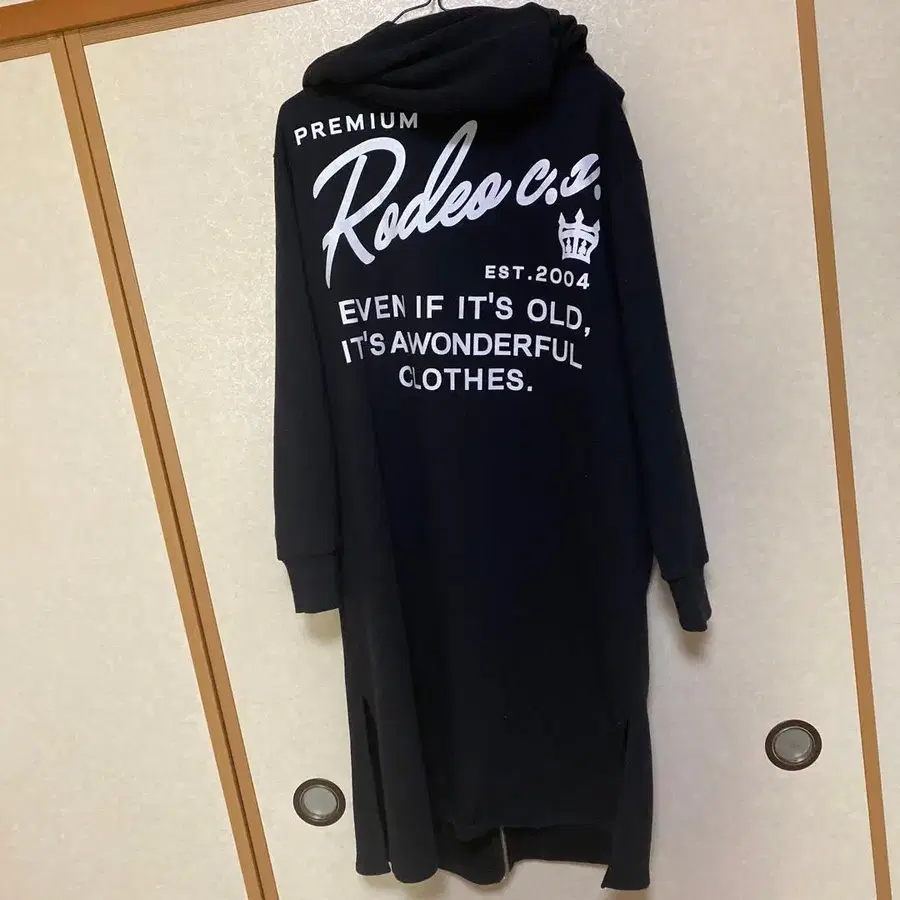 PREMIUM
Rodeo c.x.
EST.2004
EVEN IF IT'S OLD,
IT'S AWONDERFUL
CLOTHES.